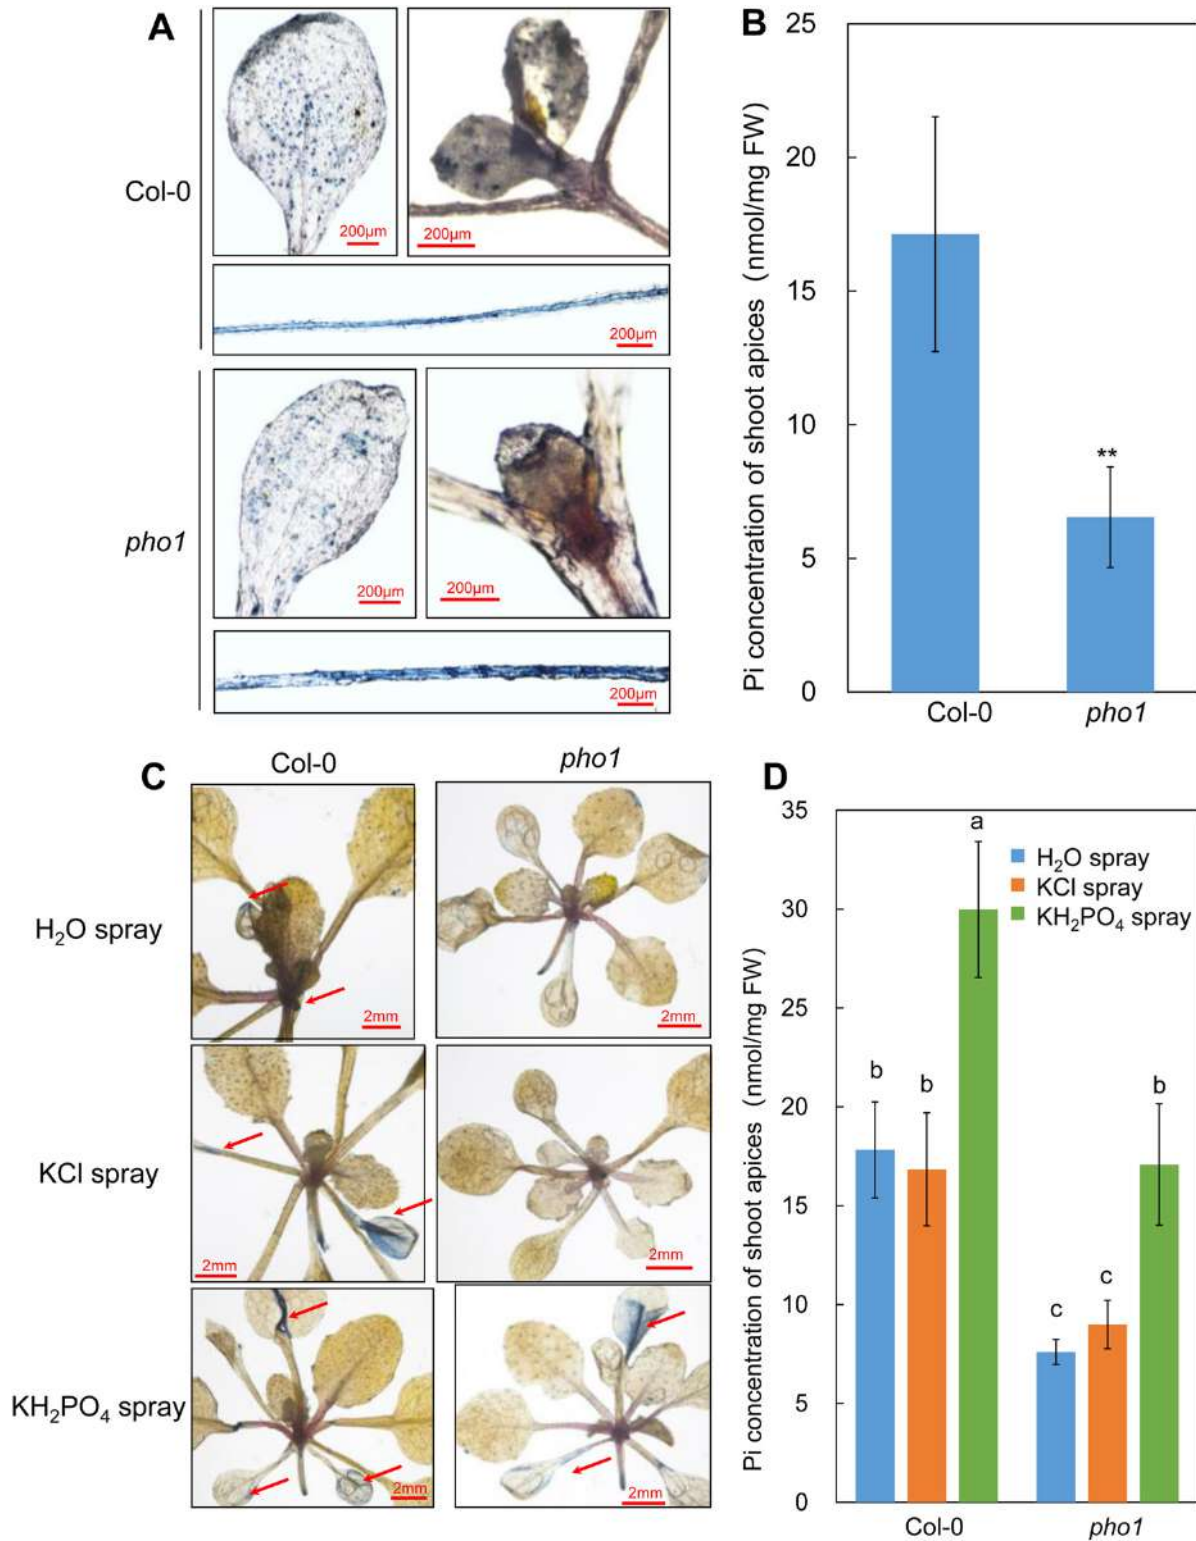 A
Col-0
200µm
200µm
200µm
pho1
200µm
200µm
200µm
B
Pi concentration of shoot apices (nmol/mg FW)
25
20
15
10
5
0
**
Col-0
pho1
C
Col-0
pho1
H₂O spray
2mm
2mm
KCl spray
2mm
2mm
KH₂PO₄ spray
2mm
2mm
D
Pi concentration of shoot apices (nmol/mg FW)
35
30
25
20
15
10
5
0
H₂O spray
KCl spray
KH₂PO₄ spray
b
b
a
c
c
b
Col-0
pho1